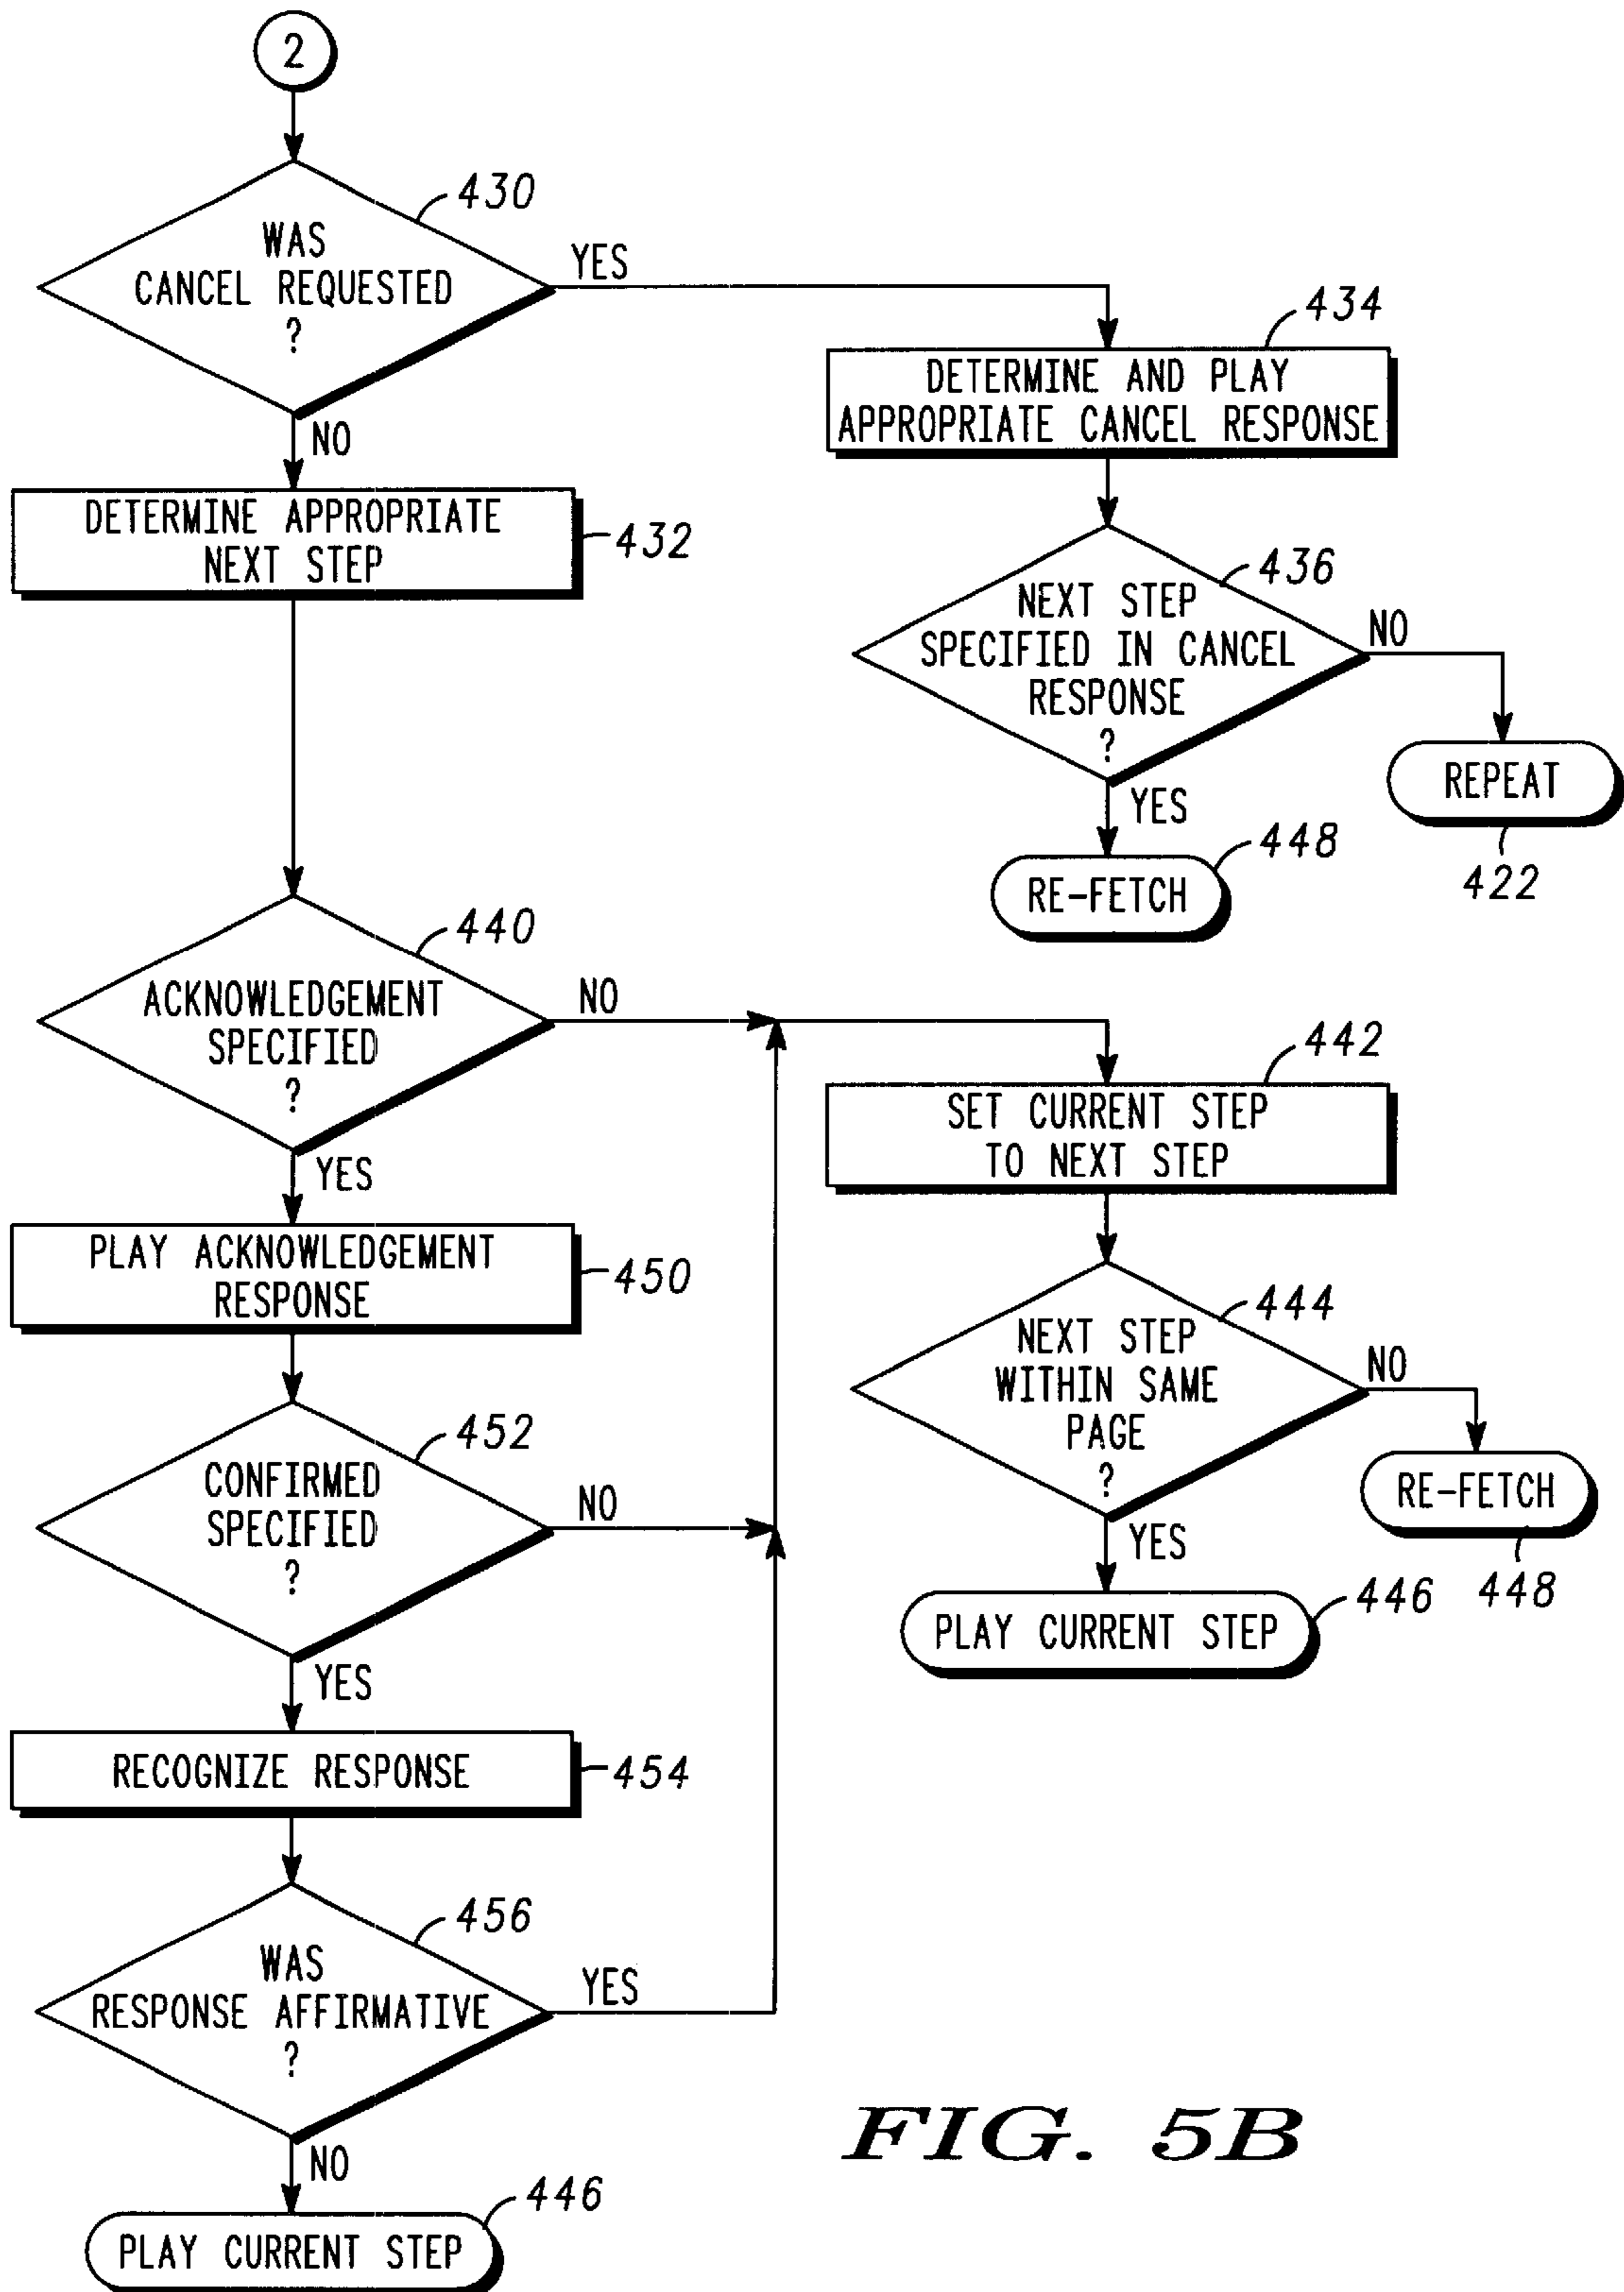 2
430
WAS
CANCEL REQUESTED
?
YES
NO
434
DETERMINE AND PLAY
APPROPRIATE CANCEL RESPONSE
DETERMINE APPROPRIATE
NEXT STEP
432
436
NEXT STEP
SPECIFIED IN CANCEL
RESPONSE
?
NO
YES
REPEAT
422
448
RE-FETCH
440
ACKNOWLEDGEMENT
SPECIFIED
?
NO
YES
442
SET CURRENT STEP
TO NEXT STEP
PLAY ACKNOWLEDGEMENT
RESPONSE
450
444
NEXT STEP
WITHIN SAME
PAGE
?
NO
YES
RE-FETCH
448
446
PLAY CURRENT STEP
452
CONFIRMED
SPECIFIED
?
NO
YES
RECOGNIZE RESPONSE
454
456
WAS
RESPONSE AFFIRMATIVE
?
YES
NO
446
PLAY CURRENT STEP
FIG. 5B